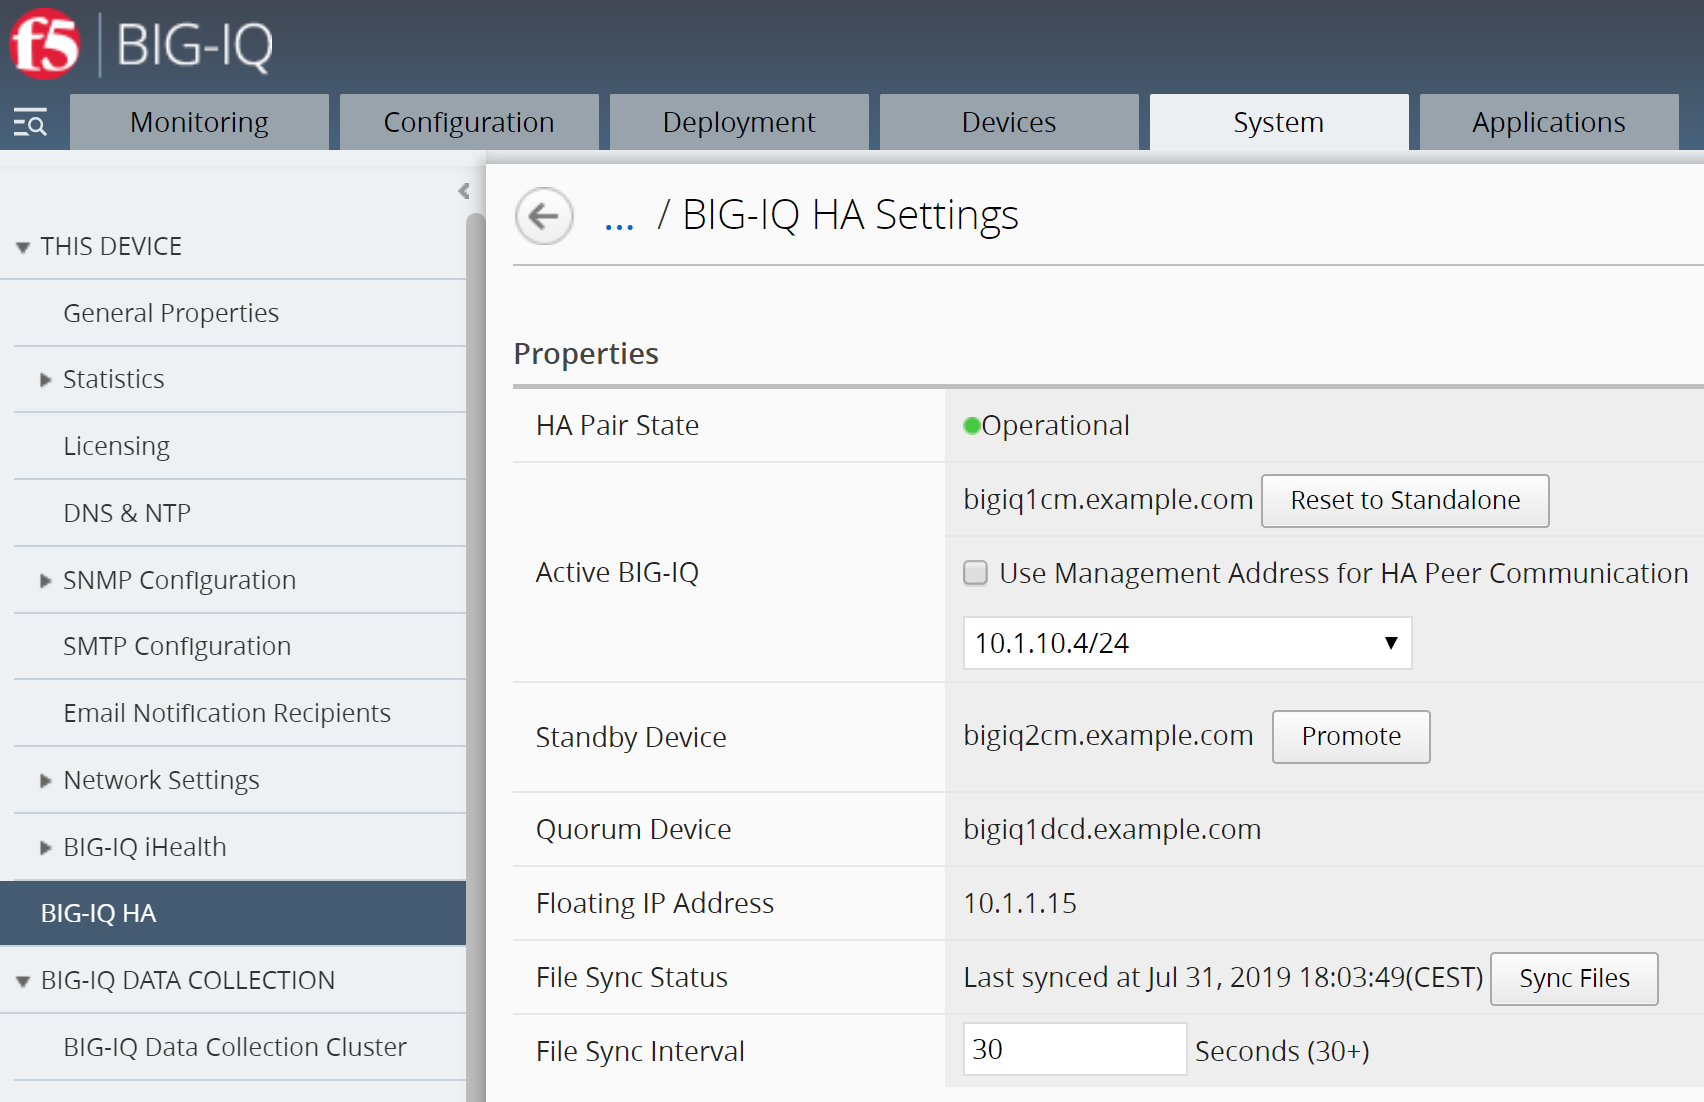 f5 BIG-IQ
Monitoring Configuration Deployment Devices System Applications
THIS DEVICE
General Properties
Statistics
Licensing
DNS & NTP
SNMP Configuration
SMTP Configuration
Email Notification Recipients
Network Settings
BIG-IQ iHealth
BIG-IQ HA
BIG-IQ DATA COLLECTION
BIG-IQ Data Collection Cluster
... / BIG-IQ HA Settings
Properties
HA Pair State Operational
Active BIG-IQ
bigiq1cm.example.com Reset to Standalone
Use Management Address for HA Peer Communication
10.1.10.4/24
Standby Device bigiq2cm.example.com Promote
Quorum Device bigiq1dcd.example.com
Floating IP Address 10.1.1.15
File Sync Status Last synced at Jul 31, 2019 18:03:49(CEST) Sync Files
File Sync Interval 30 Seconds (30+)